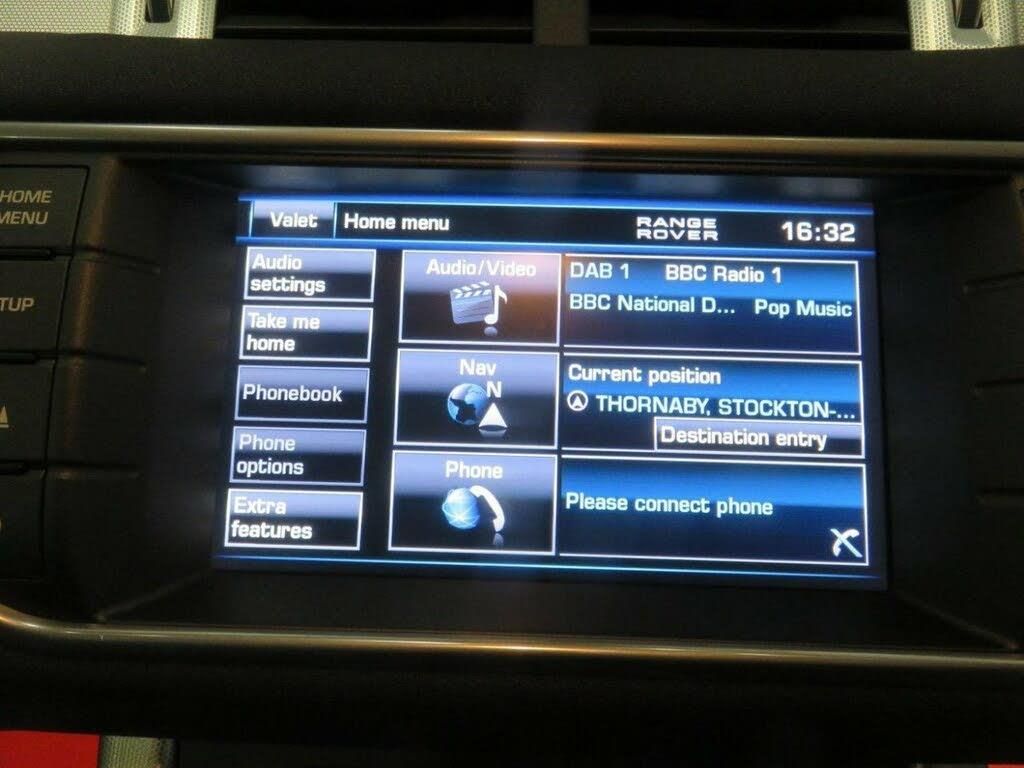 HOME
MENU
Valet
Home menu
RANGE
ROVER
16:32
Audio
settings
Audio/Video
DAB 1 BBC Radio 1
BBC National D... Pop Music
Take me
home
Nav
N
Current position
THORNABY, STOCKTON-...
Destination entry
Phonebook
Phone
options
Phone
Please connect phone
Extra
features
TUP